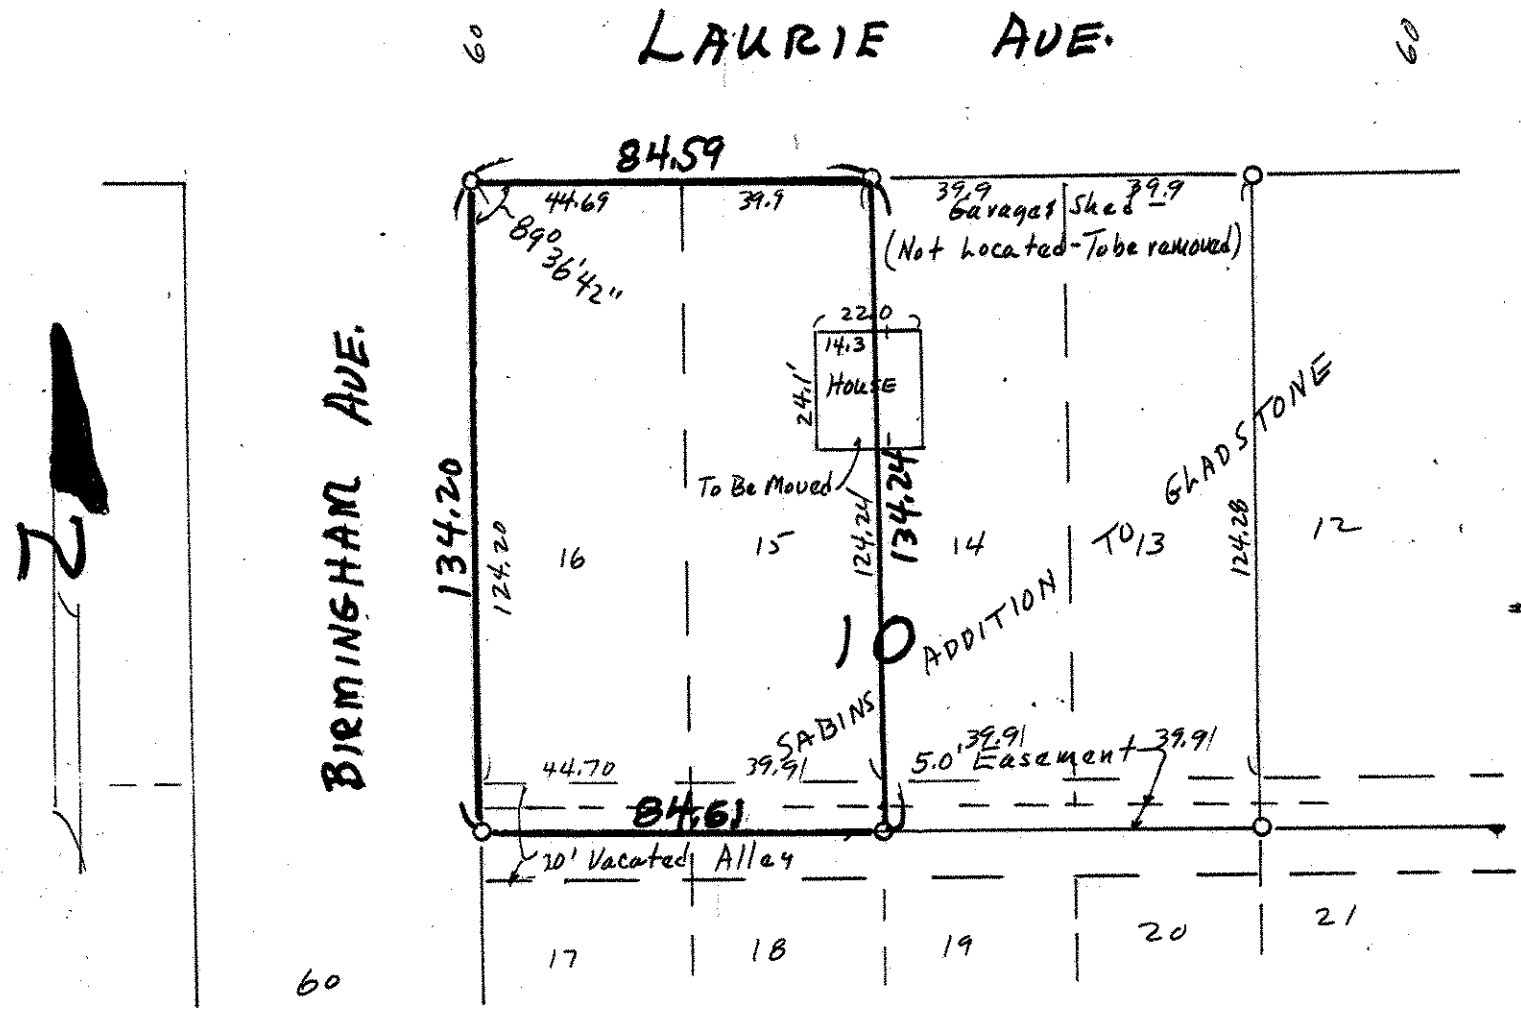 LAURIE AVE.
60
60
84.59
44.69
39.9
39.9
39.9
Garages Shed
(Not Located - To be removed)
89° 36' 42"
22.0
14.3
24.1'
HOUSE
To Be Moved
BIRMINGHAM AVE.
134.20
124.20
124.24
134.24
124.28
16
15
14
13
12
10
SABINS ADDITION TO GLADSTONE
44.70
39.91
39.91
39.91
5.0' Easement
84.61
20' Vacated Alley
17
18
19
20
21
60
N